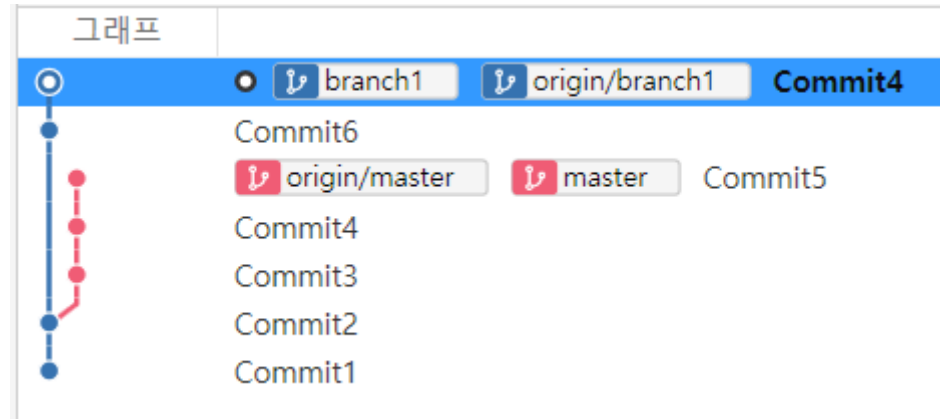 그래프
branch1 origin/branch1 Commit4
Commit6
origin/master master Commit5
Commit4
Commit3
Commit2
Commit1